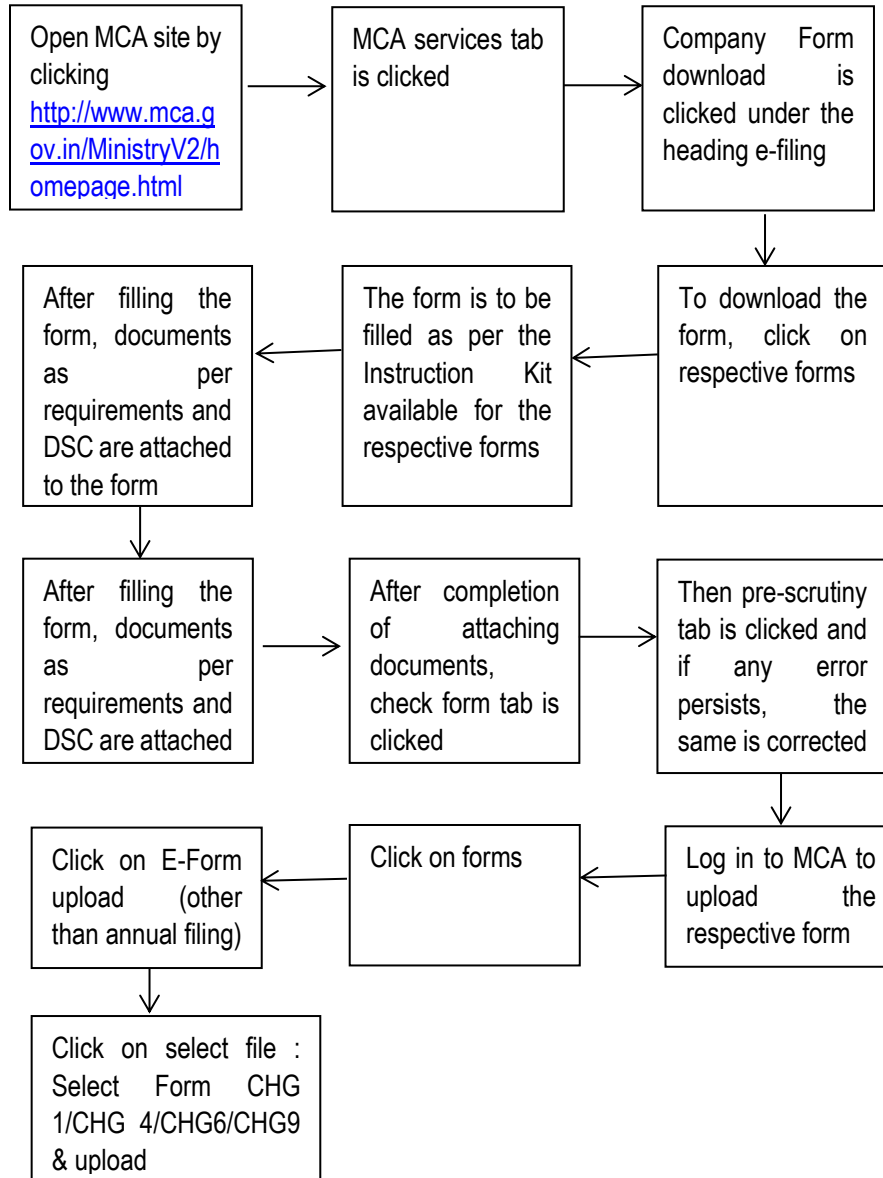 Open MCA site by
clicking
http://www.mca.g
ov.in/MinistryV2/h
omepage.html
MCA services tab
is clicked
Company Form
download is
clicked under the
heading e-filing
To download the
form, click on
respective forms
The form is to be
filled as per the
Instruction Kit
available for the
respective forms
After filling the
form, documents
as per
requirements and
DSC are attached
to the form
After filling the
form, documents
as per
requirements and
DSC are attached
After completion
of attaching
documents,
check form tab is
clicked
Then pre-scrutiny
tab is clicked and
if any error
persists, the
same is corrected
Log in to MCA to
upload the
respective form
Click on forms
Click on E-Form
upload (other
than annual filing)
Click on select file :
Select Form CHG
1/CHG 4/CHG6/CHG9
& upload